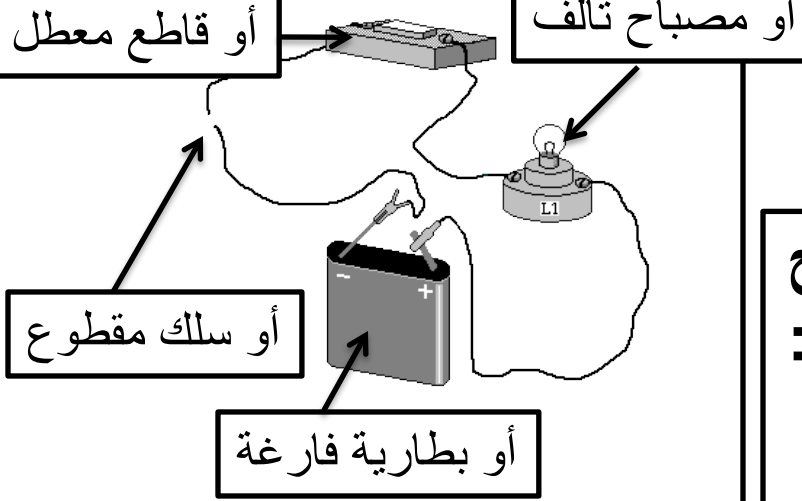 أو مصباح تالف
أو قاطع معطل
L1
- +
أو سلك مقطوع
أو بطارية فارغة